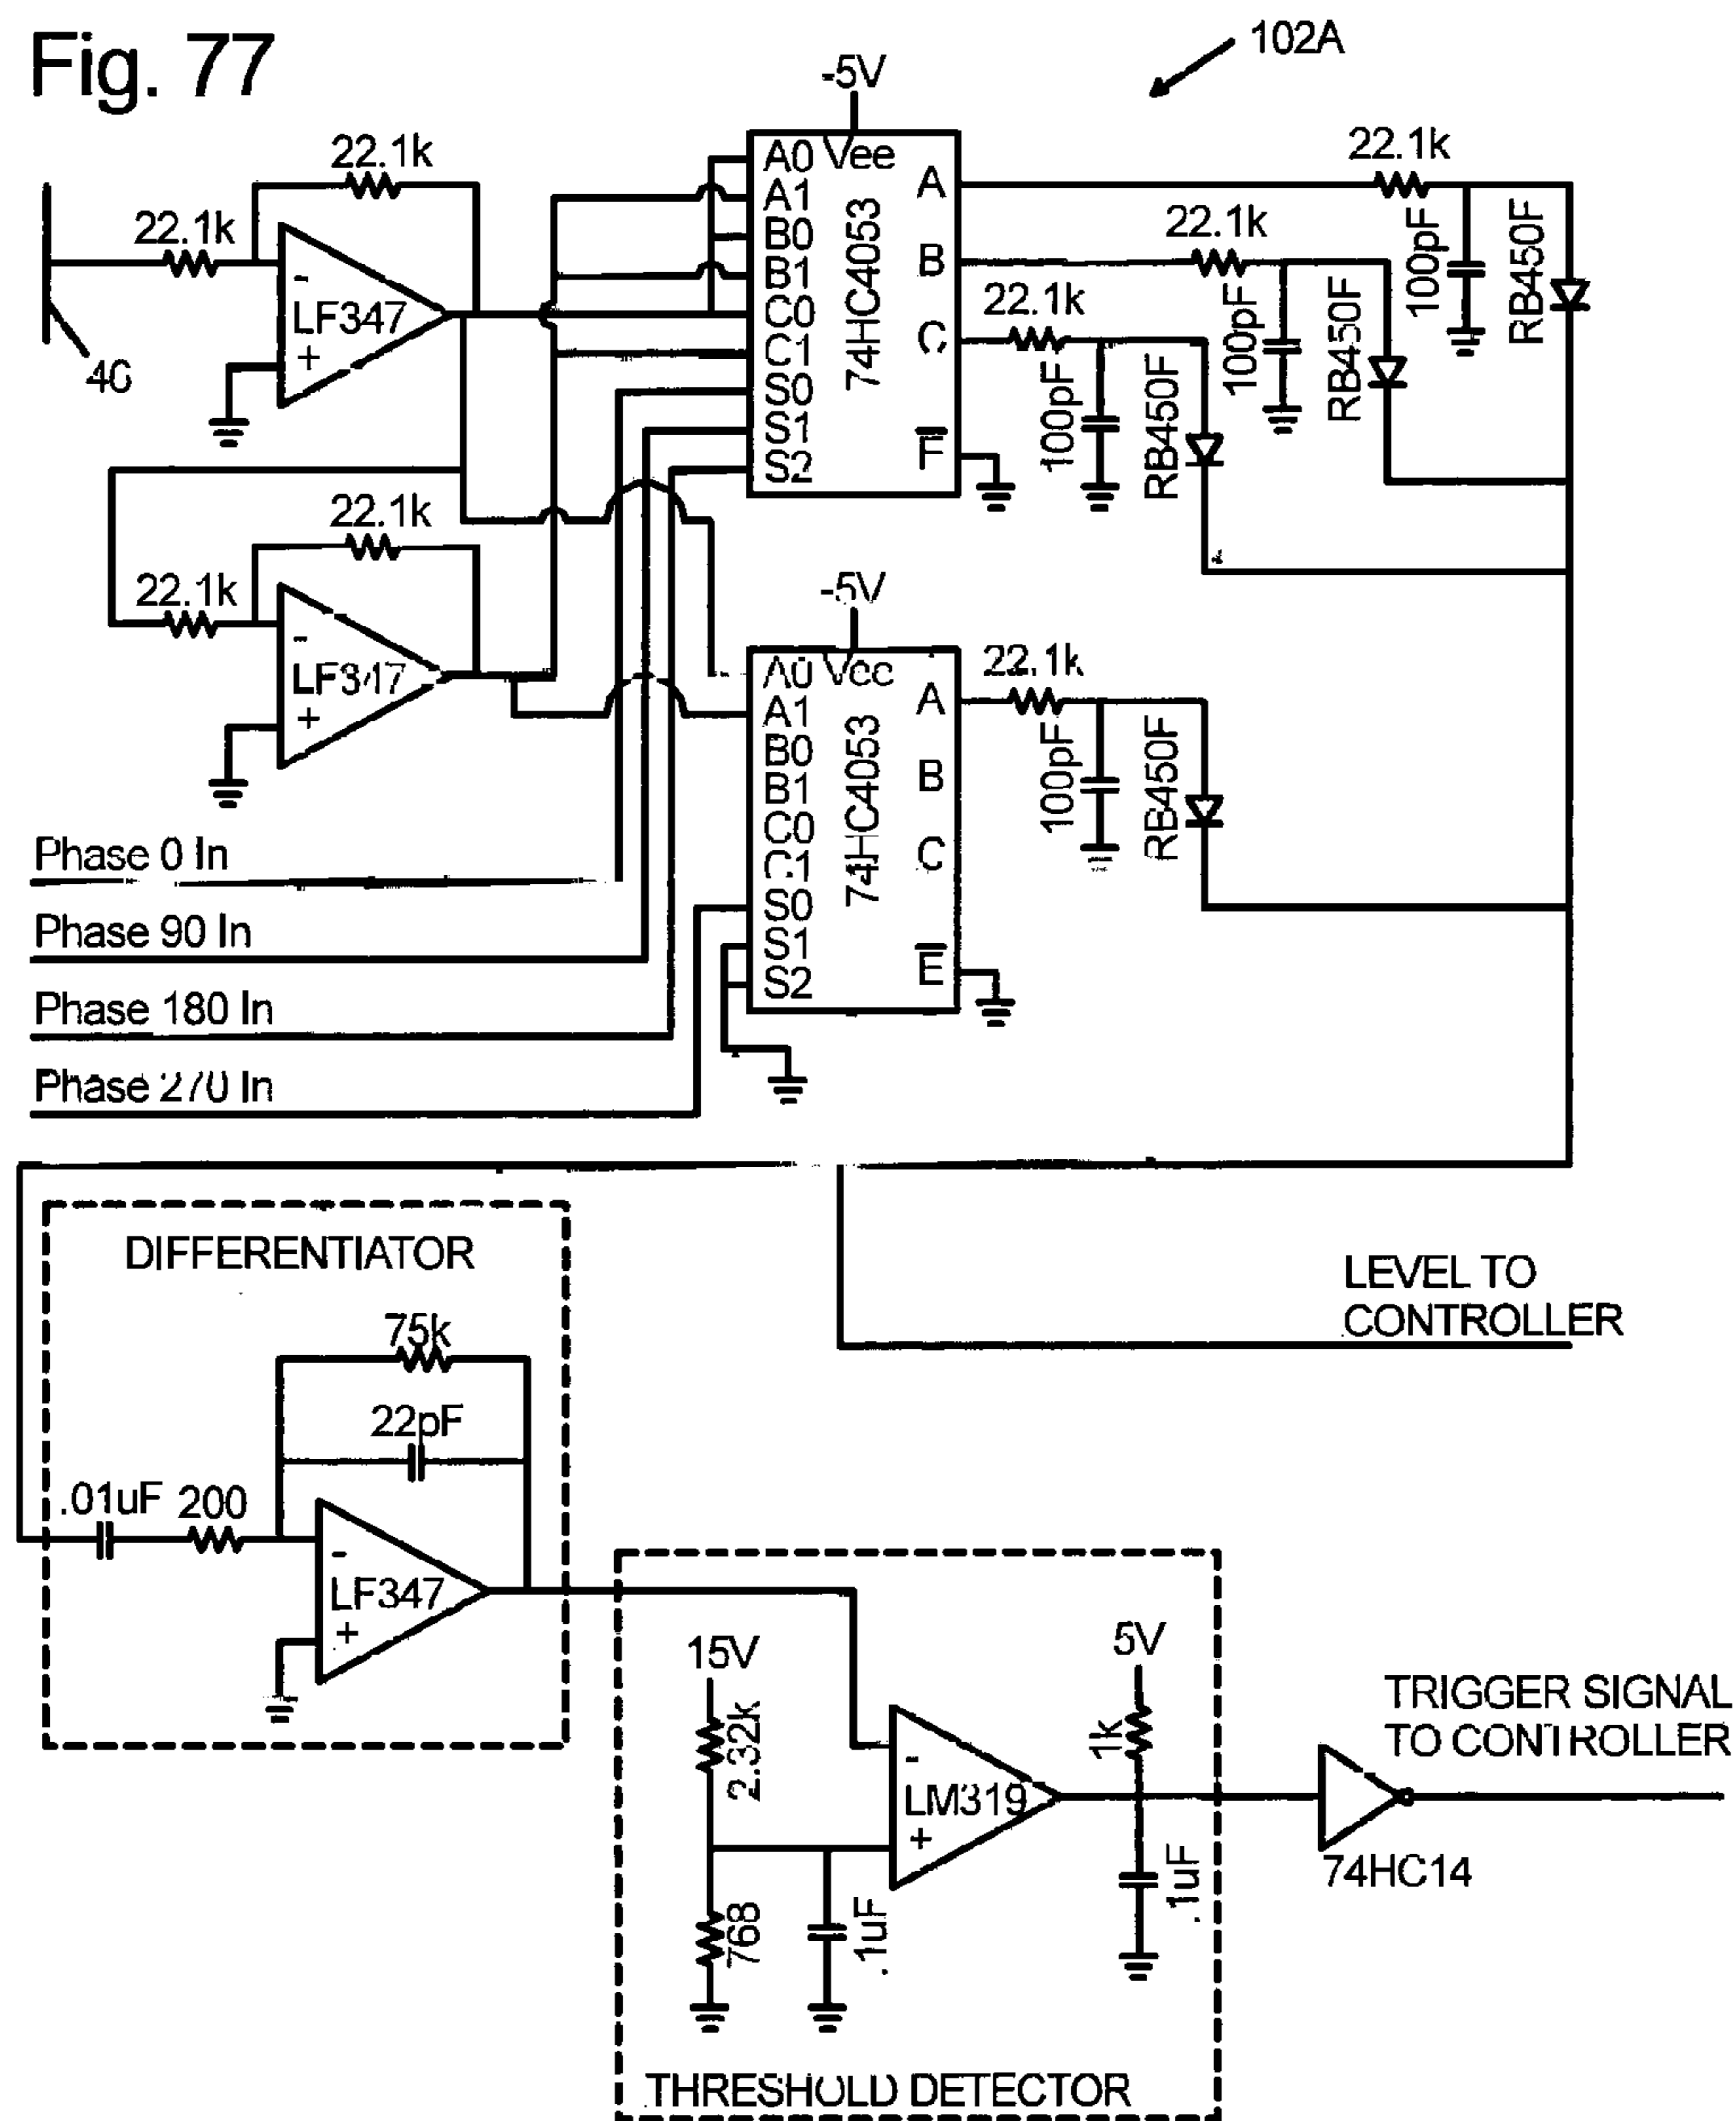 Fig. 77
102A
-5V
22.1k
22.1k
-
LF347
+
40
A0 Vee
A1
B0
B1
C0
C1
S0
S1
S2
74HC4053
A
B
C
F
22.1k
100pF
RB450F
22.1k
100pF
RB450F
22.1k
100pF
RB450F
22.1k
22.1k
-
LF347
+
-5V
A0 Vcc
A1
B0
B1
C0
C1
S0
S1
S2
74HC4053
A
B
C
E
22.1k
100pF
RB450F
Phase 0 In
Phase 90 In
Phase 180 In
Phase 270 In
DIFFERENTIATOR
75k
22pF
.01uF 200
-
LF347
+
LEVEL TO
CONTROLLER
15V
2.32k
768
.1uF
-
LM319
+
5V
1k
.1uF
THRESHOLD DETECTOR
74HC14
TRIGGER SIGNAL
TO CONTROLLER